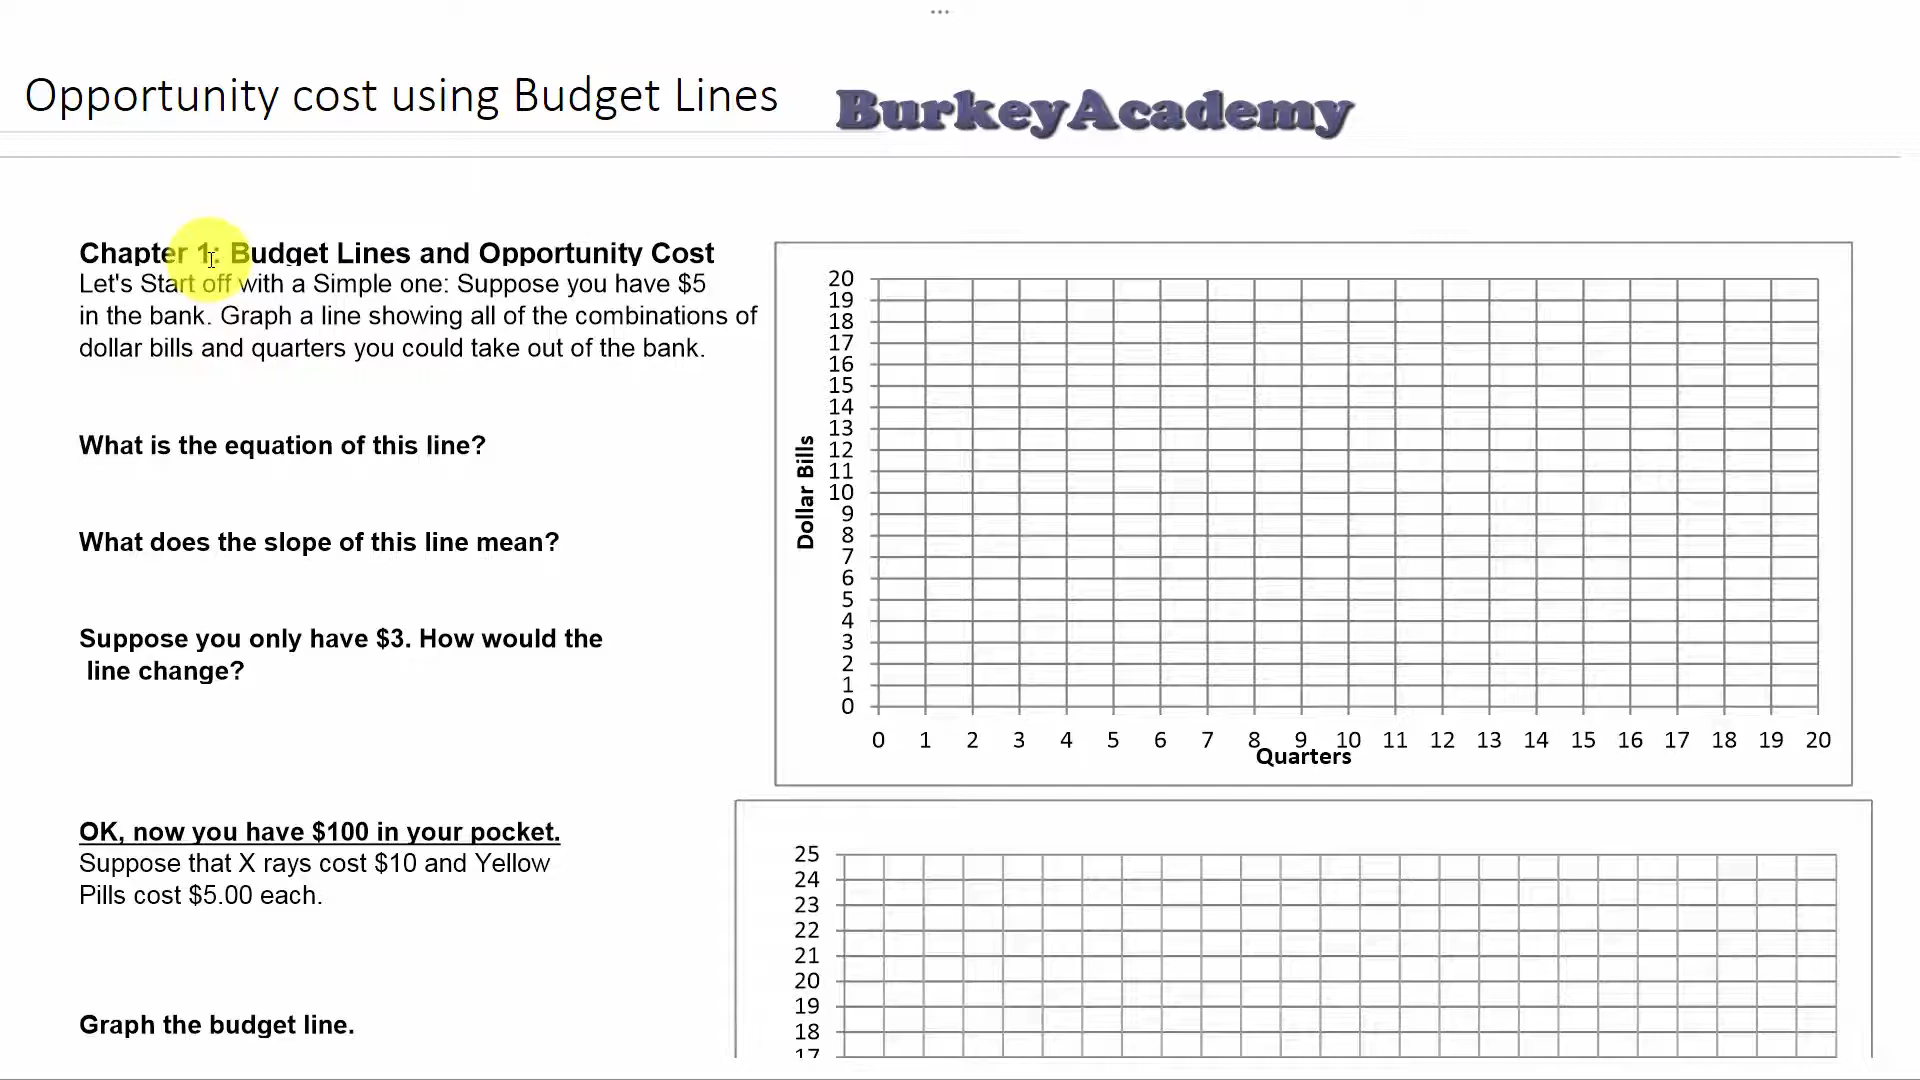 Opportunity cost using Budget Lines
BurkeyAcademy
Chapter 1: Budget Lines and Opportunity Cost
Let's Start off with a Simple one: Suppose you have $5
in the bank. Graph a line showing all of the combinations of
dollar bills and quarters you could take out of the bank.
What is the equation of this line?
What does the slope of this line mean?
Suppose you only have $3. How would the
line change?
Dollar Bills
20
19
18
17
16
15
14
13
12
11
10
9
8
7
6
5
4
3
2
1
0
0 1 2 3 4 5 6 7 8 9 10 11 12 13 14 15 16 17 18 19 20
Quarters
OK, now you have $100 in your pocket.
Suppose that X rays cost $10 and Yellow
Pills cost $5.00 each.
Graph the budget line.
25
24
23
22
21
20
19
18
17